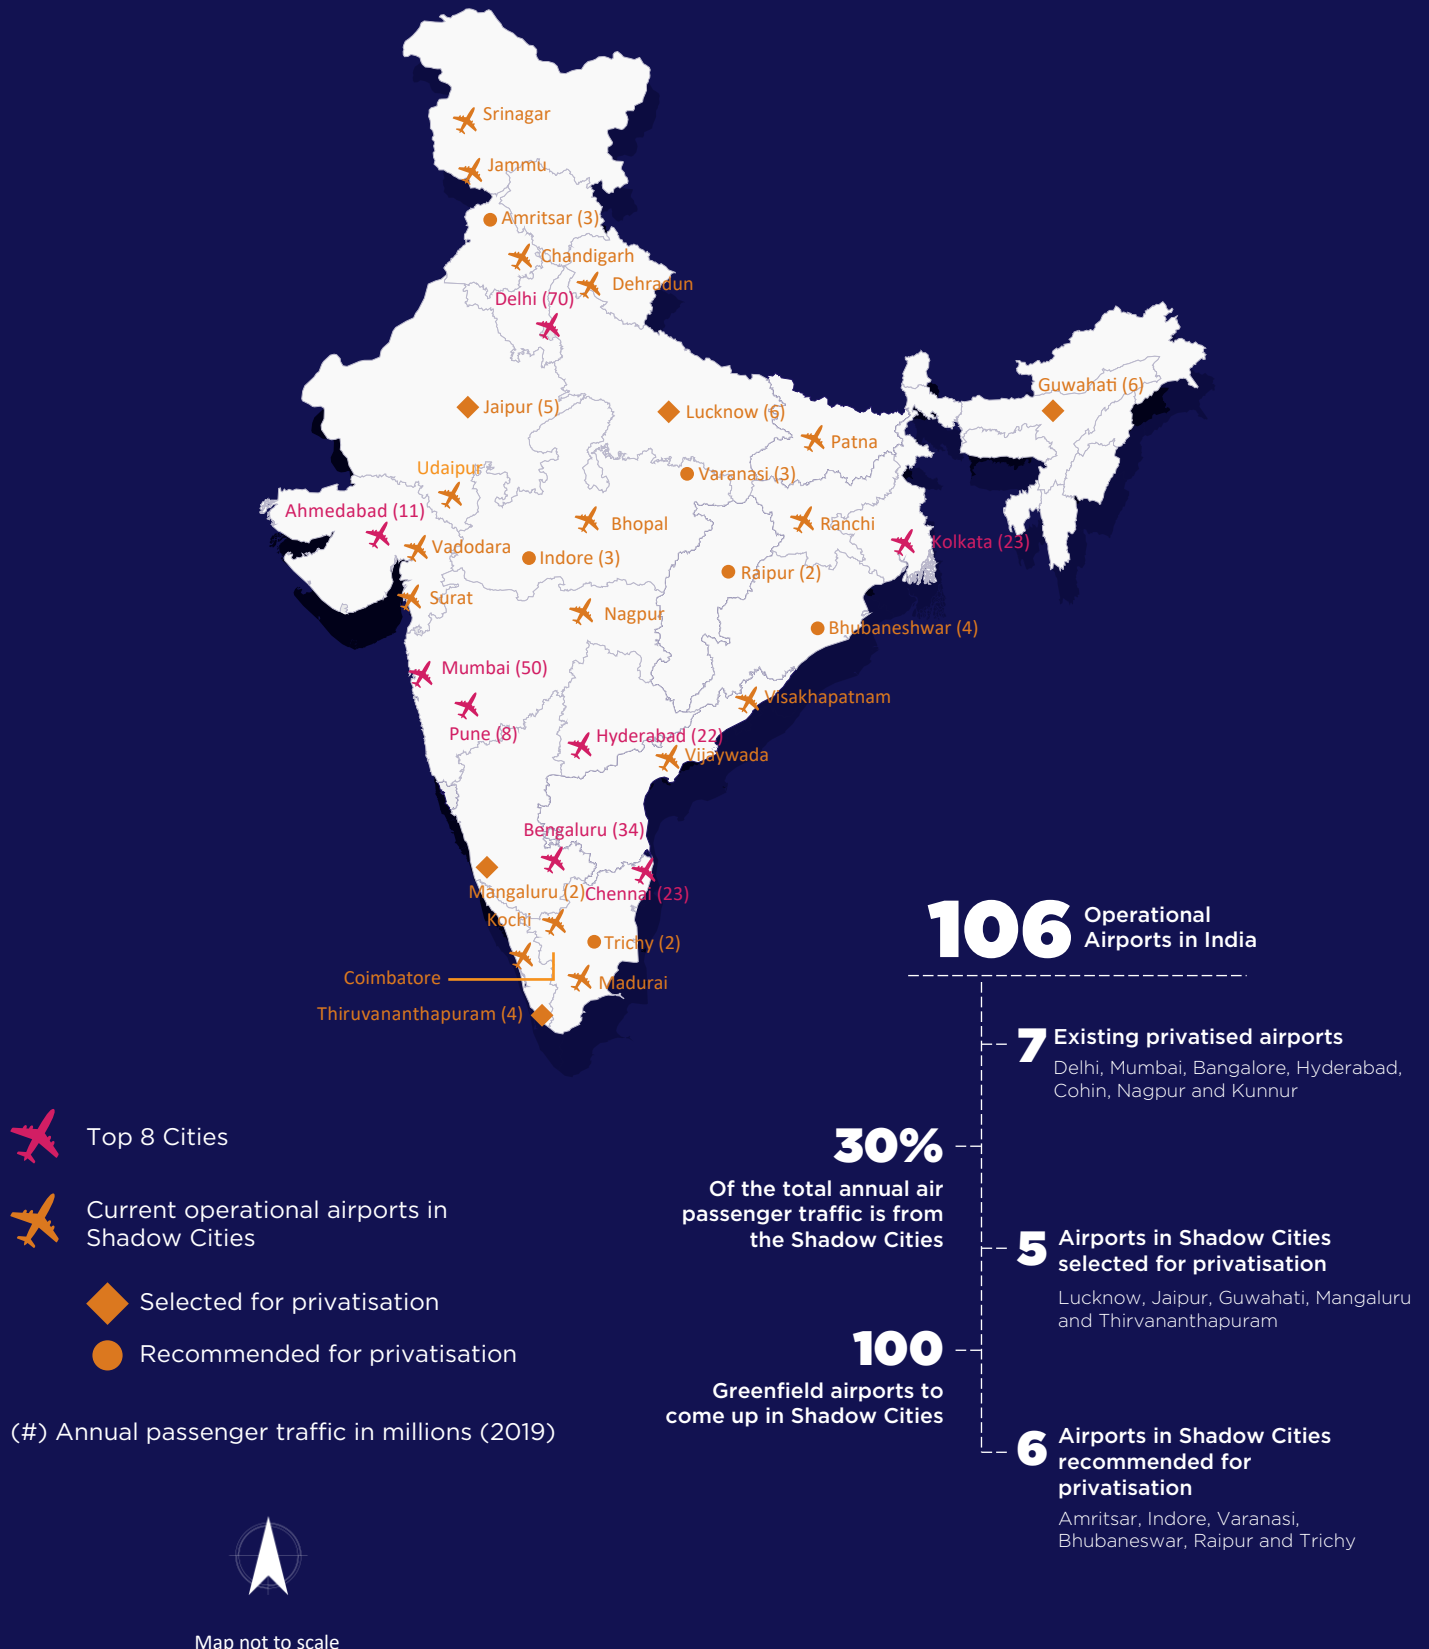 Srinagar
Jammu
Amritsar (3)
Chandigarh
Dehradun
Delhi (70)
Guwahati (6)
Jaipur (5)
Lucknow (6)
Patna
Udaipur
Varanasi (3)
Ahmedabad (11)
Bhopal
Ranchi
Kolkata (23)
Vadodara
Indore (3)
Raipur (2)
Surat
Nagpur
Bhubaneshwar (4)
Mumbai (50)
Visakhapatnam
Pune (8)
Hyderabad (22)
Vijaywada
Bengaluru (34)
Mangaluru (2)
Chennai (23)
Kochi
Trichy (2)
Coimbatore
Madurai
Thiruvananthapuram (4)
106
Operational
Airports in India
7
Existing privatised airports
Delhi, Mumbai, Bangalore, Hyderabad,
Cohin, Nagpur and Kunnur
30%
Of the total annual air
passenger traffic is from
the Shadow Cities
5
Airports in Shadow Cities
selected for privatisation
Lucknow, Jaipur, Guwahati, Mangaluru
and Thirvananthapuram
100
Greenfield airports to
come up in Shadow Cities
6
Airports in Shadow Cities
recommended for
privatisation
Amritsar, Indore, Varanasi,
Bhubaneswar, Raipur and Trichy
Top 8 Cities
Current operational airports in
Shadow Cities
Selected for privatisation
Recommended for privatisation
(#) Annual passenger traffic in millions (2019)
Map not to scale